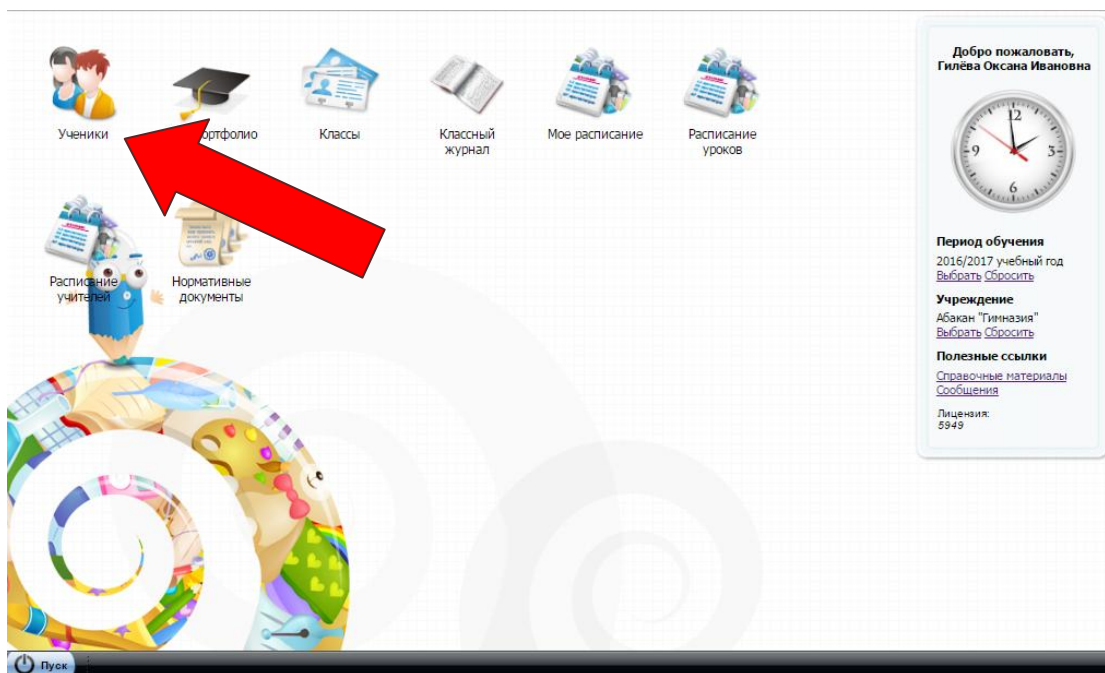 Добро пожаловать,
Гилёва Оксана Ивановна
Ученики
ортфолио
Классы
Классный
журнал
Мое расписание
Расписание
уроков
12
3
6
9
Расписание
учителей
Нормативные
документы
Период обучения
2016/2017 учебный год
Выбрать Сбросить
Учреждение
Абакан "Гимназия"
Выбрать Сбросить
Полезные ссылки
Справочные материалы
Сообщения
Лицензия:
5949
Пуск